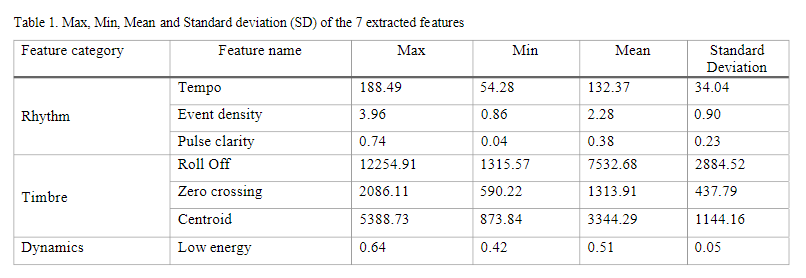 Table 1. Max, Min, Mean and Standard deviation (SD) of the 7 extracted features
Feature category Feature name Max Min Mean Standard Deviation
Rhythm Tempo 188.49 54.28 132.37 34.04
Event density 3.96 0.86 2.28 0.90
Pulse clarity 0.74 0.04 0.38 0.23
Timbre Roll Off 12254.91 1315.57 7532.68 2884.52
Zero crossing 2086.11 590.22 1313.91 437.79
Centroid 5388.73 873.84 3344.29 1144.16
Dynamics Low energy 0.64 0.42 0.51 0.05